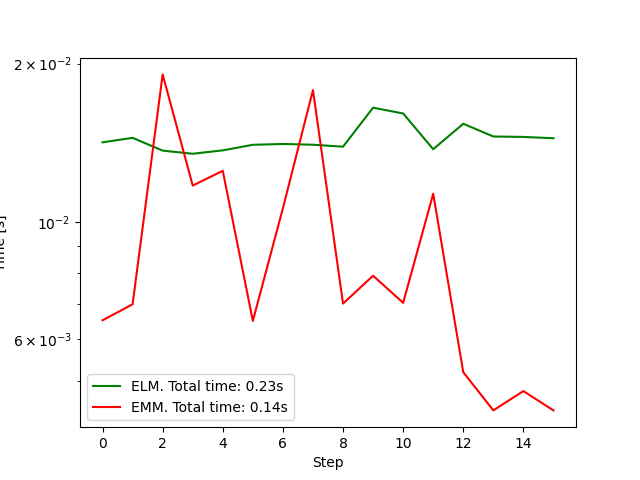 2 × 10⁻²
10⁻²
6 × 10⁻³
Time [s]
ELM. Total time: 0.23s
EMM. Total time: 0.14s
0 2 4 6 8 10 12 14
Step